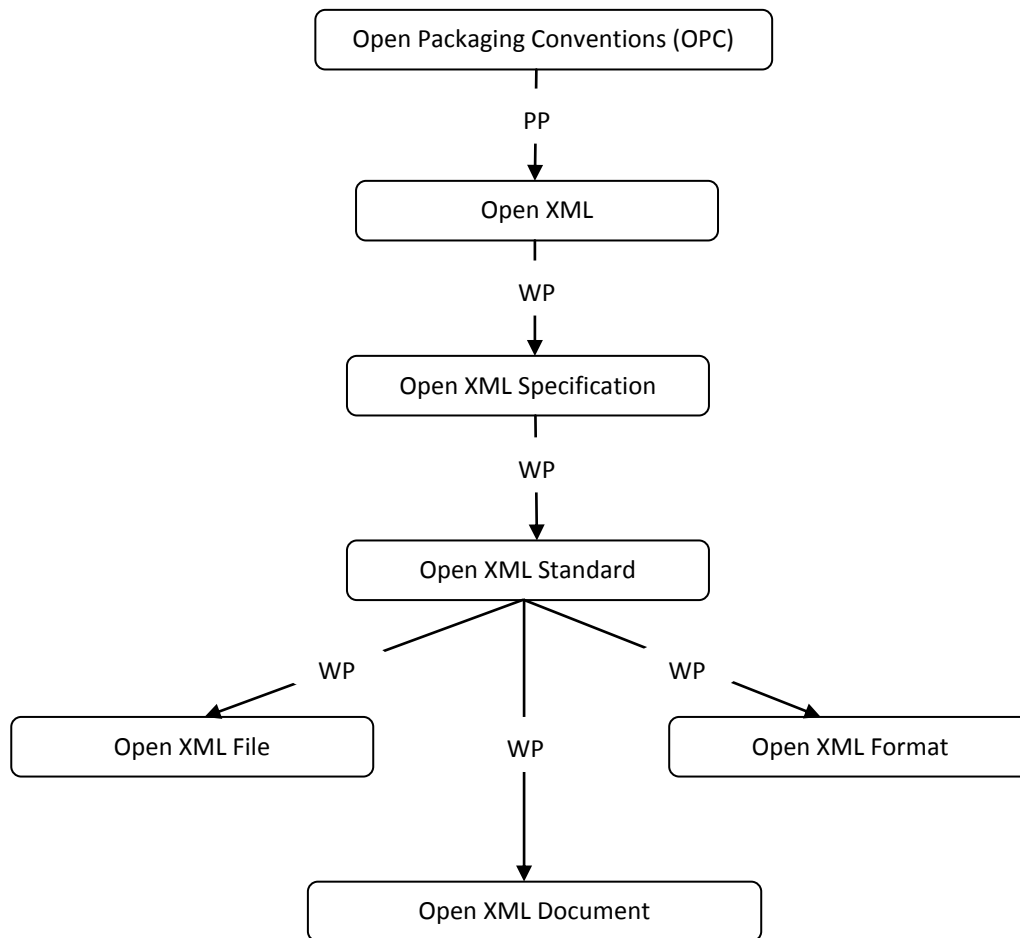 Open Packaging Conventions (OPC)
PP
Open XML
WP
Open XML Specification
WP
Open XML Standard
WP
WP
Open XML File
WP
Open XML Format
Open XML Document